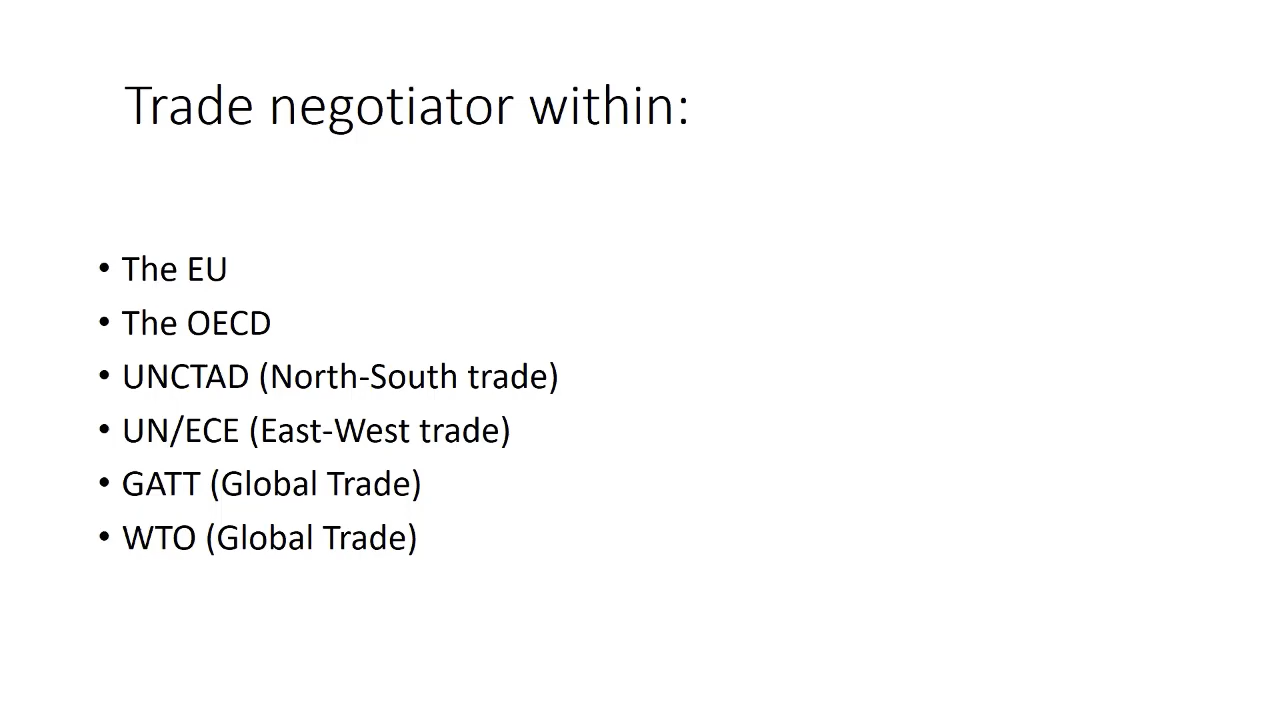 Trade negotiator within:
• The EU
• The OECD
• UNCTAD (North-South trade)
• UN/ECE (East-West trade)
• GATT (Global Trade)
• WTO (Global Trade)